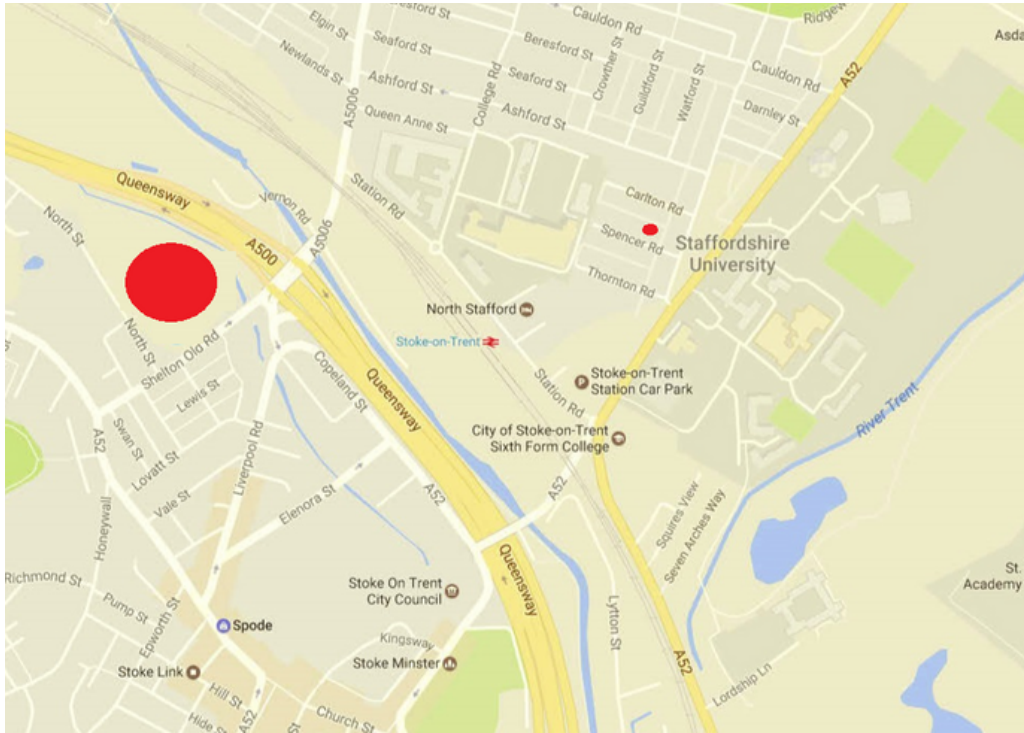 Stafford St
Cauldon Rd
Ridgew
Elgin St
Seaford St
Beresford St
Crowther St
Asda
Newlands St
College Rd
Guildford St
Watford St
Cauldon Rd
A52
Ashford St
Seaford St
A5006
Darnley St
Queen Anne St
Ashford St
Queensway
Station Rd
Carlton Rd
Vernon Rd
North St
A5006
Spencer Rd
Staffordshire
University
A500
Thornton Rd
North Stafford
North St
Stoke-on-Trent
Shelton Old Rd
Copeland St
Queensway
Station Rd
Stoke-on-Trent
Station Car Park
Lewis St
River Trent
A52
Swan St
City of Stoke-on-Trent
Sixth Form College
Lovatt St
Liverpool Rd
Vale St
Elenora St
A52
A52
Squires View
Seven Arches Way
Honeywall
Queensway
Richmond St
Stoke On Trent
City Council
St.
Academy
Pump St
Epworth St
Spode
Lytton St
Kingsway
Stoke Minster
A52
Stoke Link
Lordship Ln
Hill St
A52
Church St
Hide St